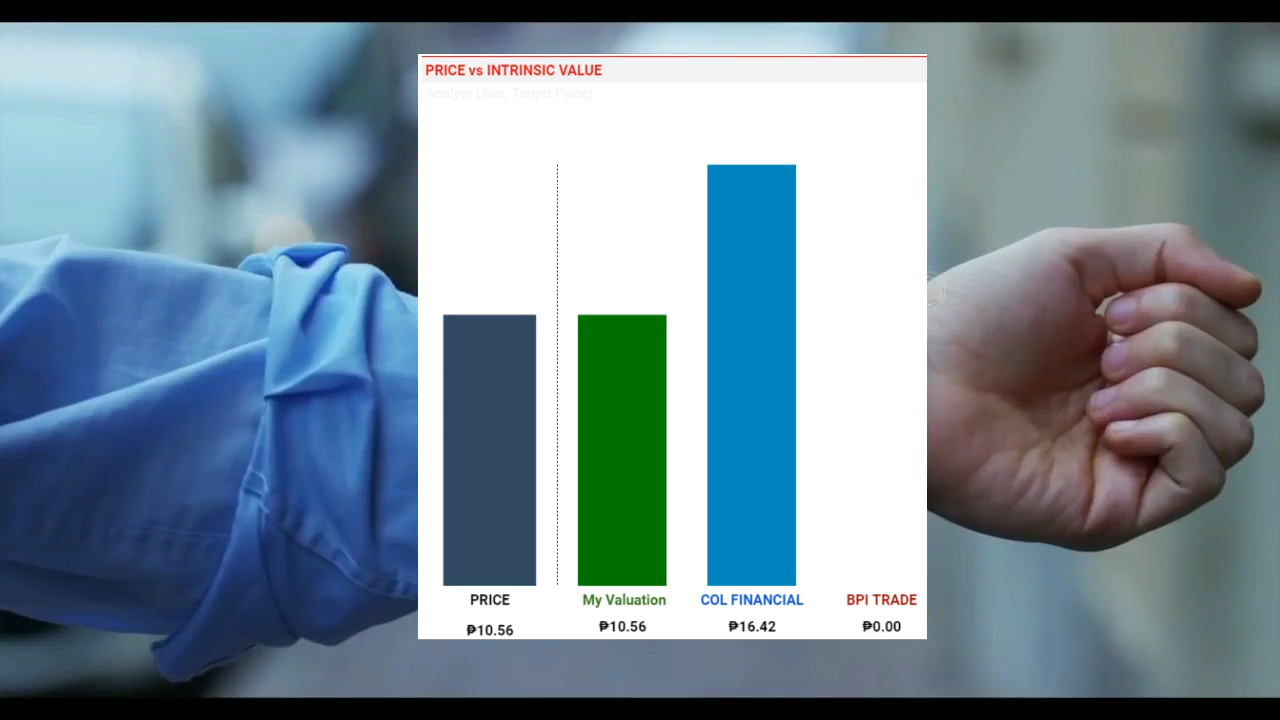 PRICE vs INTRINSIC VALUE
Analyst (Ave. Target Price)
PRICE
My Valuation
COL FINANCIAL
BPI TRADE
₱10.56
₱10.56
₱16.42
₱0.00